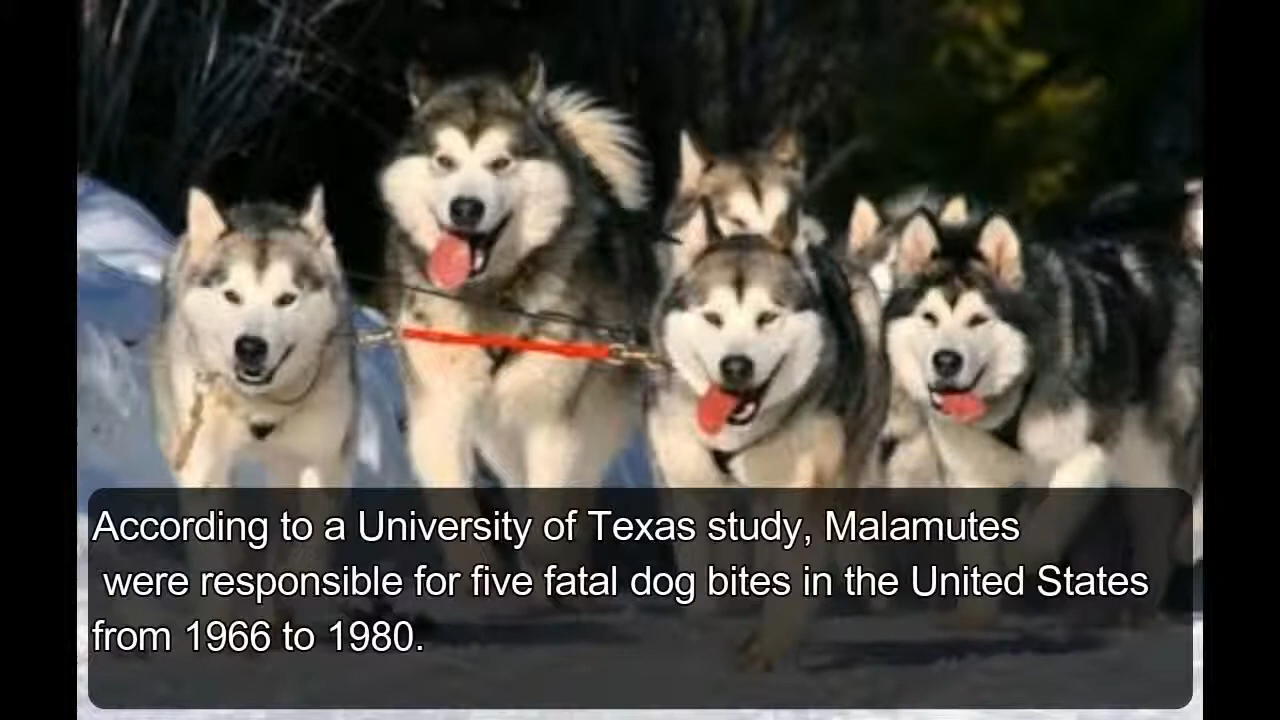 According to a University of Texas study, Malamutes
were responsible for five fatal dog bites in the United States
from 1966 to 1980.